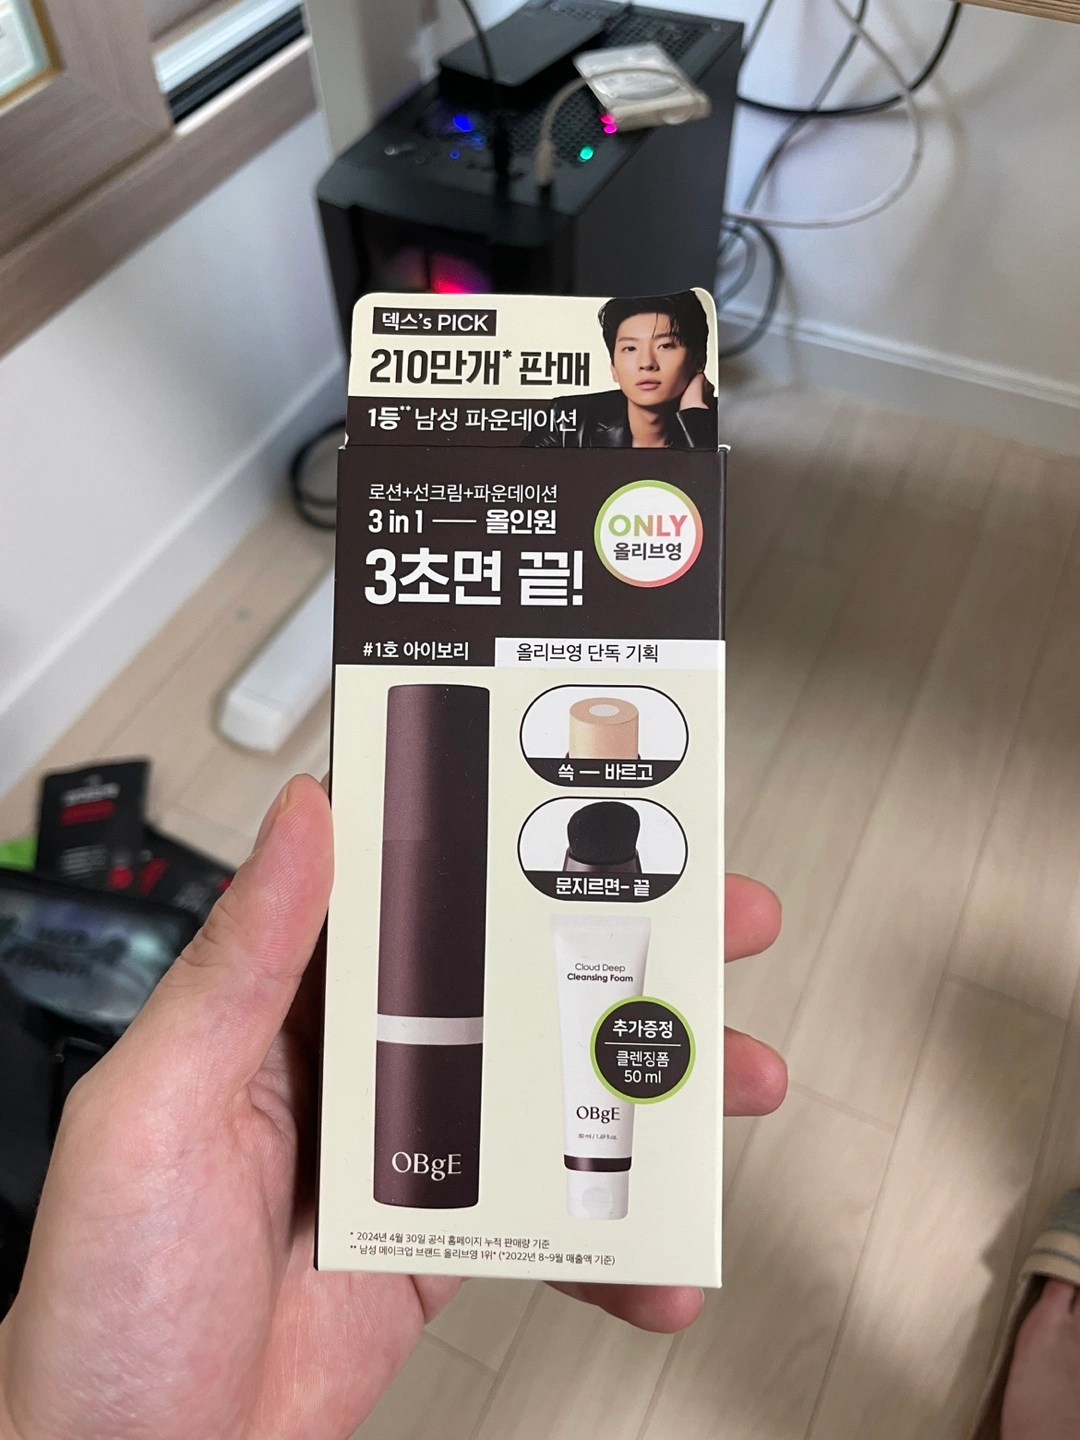 덱스's PICK
210만개* 판매
1등** 남성 파운데이션
로션+선크림+파운데이션
3 in 1 — 올인원
3초면 끝!
ONLY
올리브영
#1호 아이보리
올리브영 단독 기획
쓱 — 바르고
문지르면- 끝
Cloud Deep
Cleansing Foam
추가증정
클렌징폼
50 ml
OBgE
50 ml / 1.69 fl.oz.
OBgE
* 2024년 4월 30일 공식 홈페이지 누적 판매량 기준
** 남성 메이크업 브랜드 올리브영 1위* (*2022년 8~9월 매출액 기준)